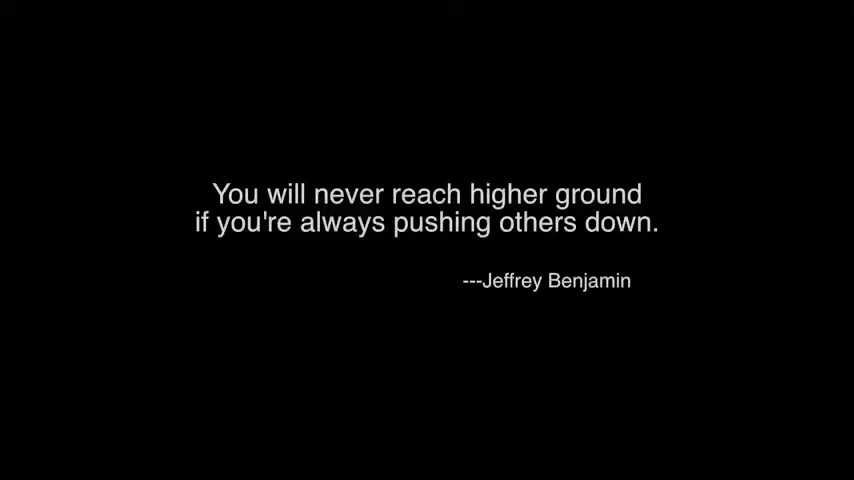 You will never reach higher ground
if you're always pushing others down.
---Jeffrey Benjamin